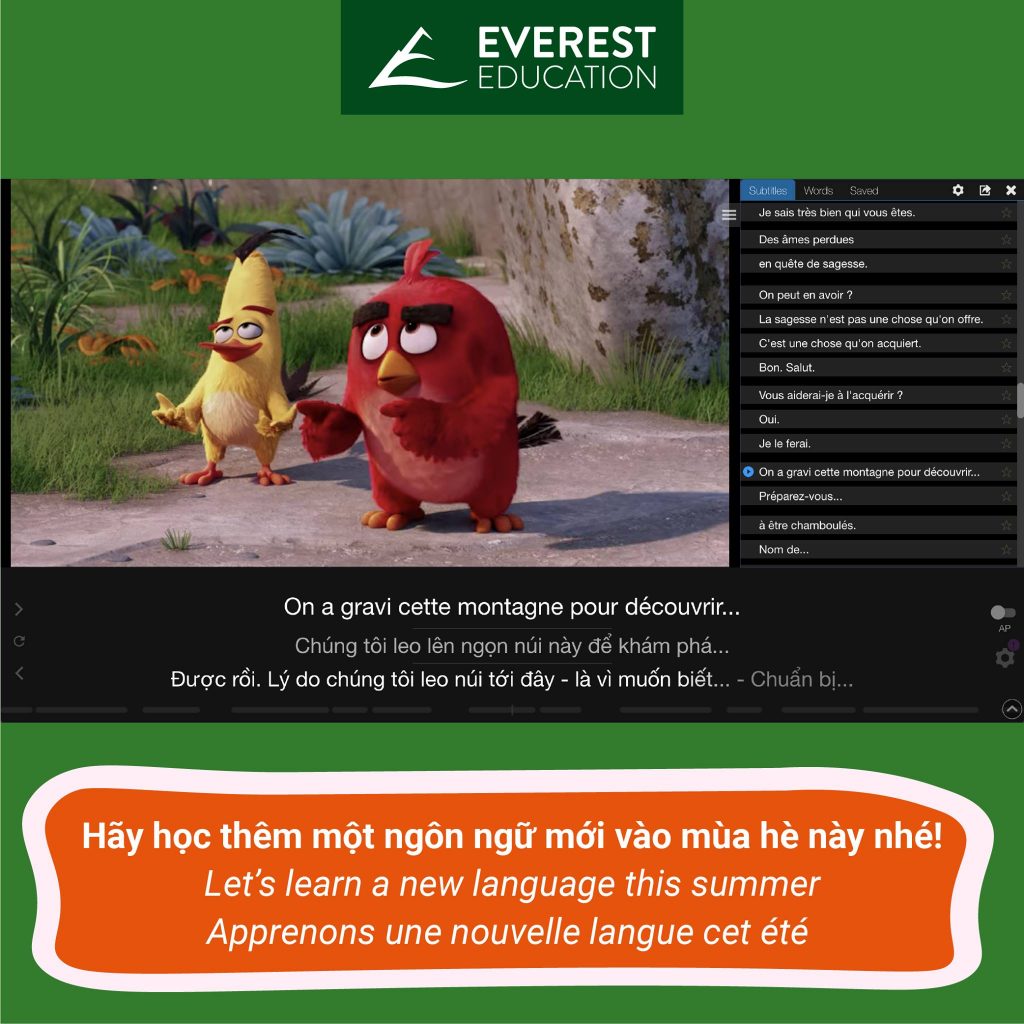 EVEREST
EDUCATION
Subtitles Words Saved
Je sais très bien qui vous êtes.
Des âmes perdues
en quête de sagesse.
On peut en avoir ?
La sagesse n'est pas une chose qu'on offre.
C'est une chose qu'on acquiert.
Bon. Salut.
Vous aiderai-je à l'acquérir ?
Oui.
Je le ferai.
On a gravi cette montagne pour découvrir...
Préparez-vous...
à être chamboulés.
Nom de...
On a gravi cette montagne pour découvrir...
Chúng tôi leo lên ngọn núi này để khám phá...
Được rồi. Lý do chúng tôi leo núi tới đây - là vì muốn biết... - Chuẩn bị...
AP
Hãy học thêm một ngôn ngữ mới vào mùa hè này nhé!
Let's learn a new language this summer
Apprenons une nouvelle langue cet été